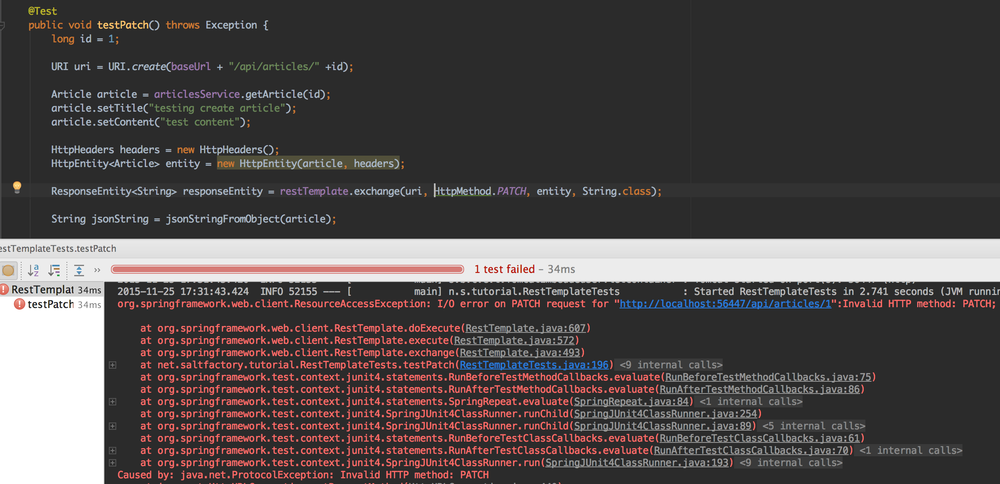 @Test
public void testPatch() throws Exception {
long id = 1;
URI uri = URI.create(baseUrl + "/api/articles/" +id);
Article article = articlesService.getArticle(id);
article.setTitle("testing create article");
article.setContent("test content");
HttpHeaders headers = new HttpHeaders();
HttpEntity<Article> entity = new HttpEntity(article, headers);
ResponseEntity<String> responseEntity = restTemplate.exchange(uri, HttpMethod.PATCH, entity, String.class);
String jsonString = jsonStringFromObject(article);
estTemplateTests.testPatch
1 test failed – 34ms
RestTemplat 34ms
testPatch 34ms
2015-11-25 17:31:43.424 INFO 52155 --- [ main] n.s.tutorial.RestTemplateTests : Started RestTemplateTests in 2.741 seconds (JVM runnin
org.springframework.web.client.ResourceAccessException: I/O error on PATCH request for "http://localhost:56447/api/articles/1":Invalid HTTP method: PATCH;
at org.springframework.web.client.RestTemplate.doExecute(RestTemplate.java:607)
at org.springframework.web.client.RestTemplate.execute(RestTemplate.java:572)
at org.springframework.web.client.RestTemplate.exchange(RestTemplate.java:493)
at net.saltfactory.tutorial.RestTemplateTests.testPatch(RestTemplateTests.java:196) <9 internal calls>
at org.springframework.test.context.junit4.statements.RunBeforeTestMethodCallbacks.evaluate(RunBeforeTestMethodCallbacks.java:75)
at org.springframework.test.context.junit4.statements.RunAfterTestMethodCallbacks.evaluate(RunAfterTestMethodCallbacks.java:86)
at org.springframework.test.context.junit4.statements.SpringRepeat.evaluate(SpringRepeat.java:84) <1 internal calls>
at org.springframework.test.context.junit4.SpringJUnit4ClassRunner.runChild(SpringJUnit4ClassRunner.java:254)
at org.springframework.test.context.junit4.SpringJUnit4ClassRunner.runChild(SpringJUnit4ClassRunner.java:89) <5 internal calls>
at org.springframework.test.context.junit4.statements.RunBeforeTestClassCallbacks.evaluate(RunBeforeTestClassCallbacks.java:61)
at org.springframework.test.context.junit4.statements.RunAfterTestClassCallbacks.evaluate(RunAfterTestClassCallbacks.java:70) <1 internal calls>
at org.springframework.test.context.junit4.SpringJUnit4ClassRunner.run(SpringJUnit4ClassRunner.java:193) <9 internal calls>
Caused by: java.net.ProtocolException: Invalid HTTP method: PATCH